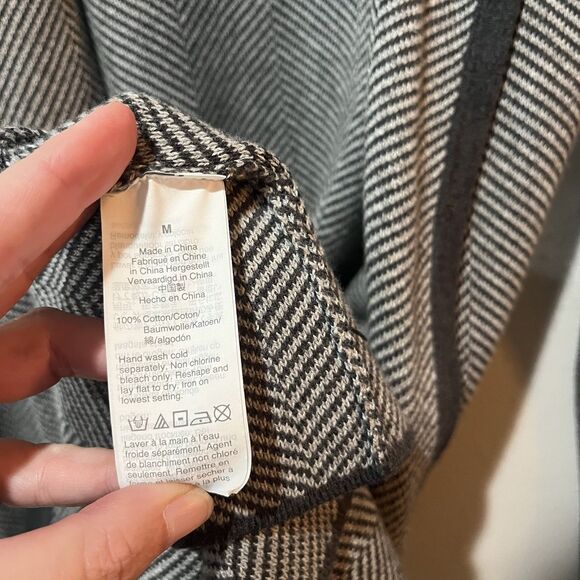 M
Made in China
Fabriqué en Chine
in China Hergestellt
Vervaardigd in China
中国製
Hecho en China
100% Cotton/Coton/
Baumwolle/Katoen/
綿/algodón
Hand wash cold
separately. Non chlorine
bleach only. Reshape and
lay flat to dry. Iron on
lowest setting.
Laver à la main à l'eau
froide séparément. Agent
de blanchiment non chloré
seulement. Remettre en
sécher à
la plus